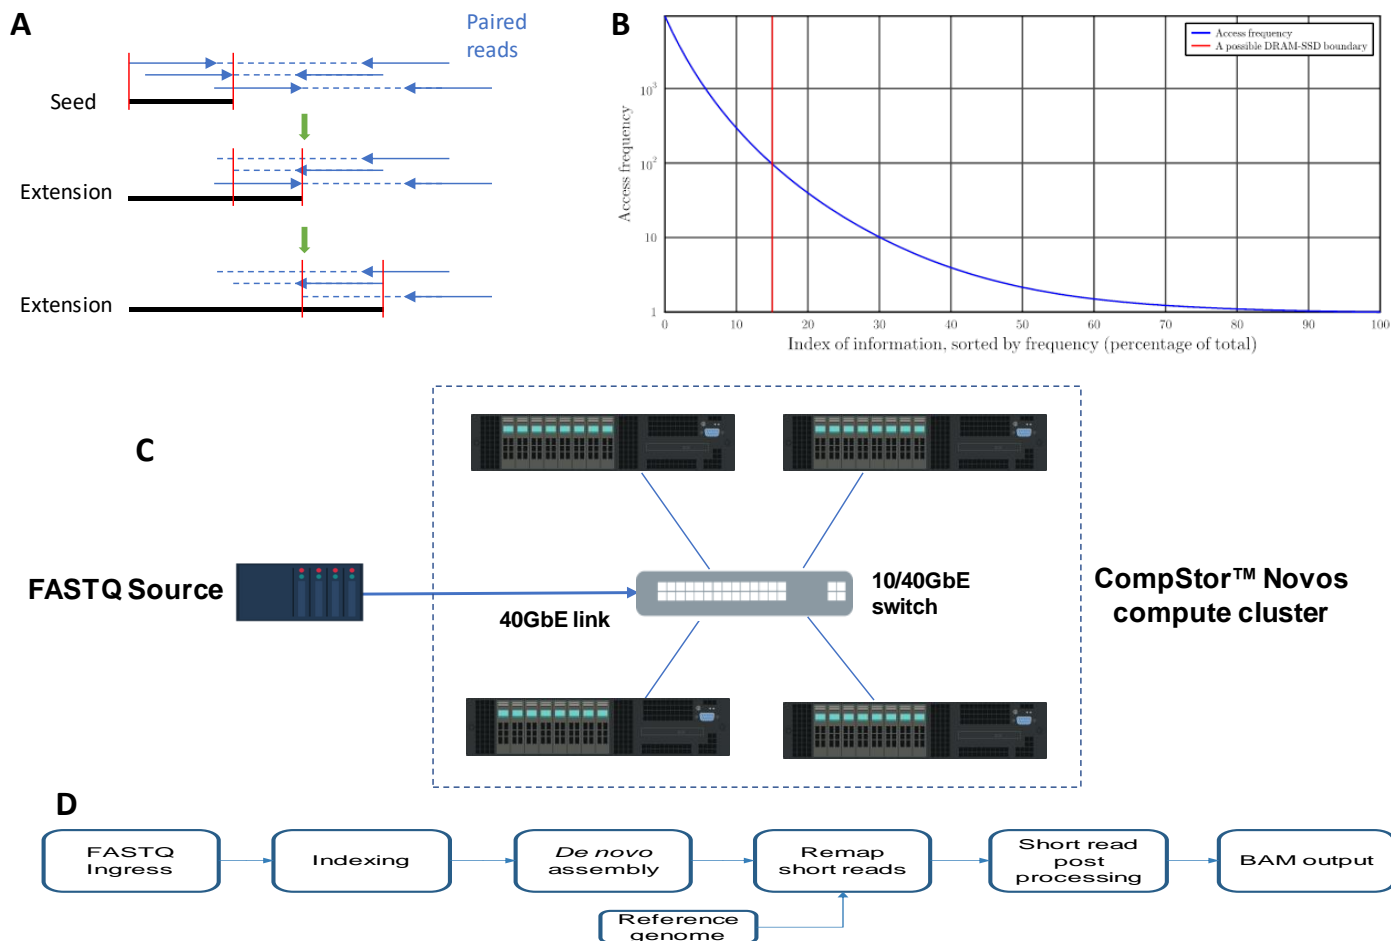 A
Paired
reads
Seed
Extension
Extension
B
Access frequency
A possible DRAM-SSD boundary
Access frequency
10³
10²
10
1
0 10 20 30 40 50 60 70 80 90 100
Index of information, sorted by frequency (percentage of total)
C
FASTQ Source
40GbE link
10/40GbE
switch
CompStor™ Novos
compute cluster
D
FASTQ
Ingress
Indexing
De novo
assembly
Remap
short reads
Short read
post
processing
BAM output
Reference
genome